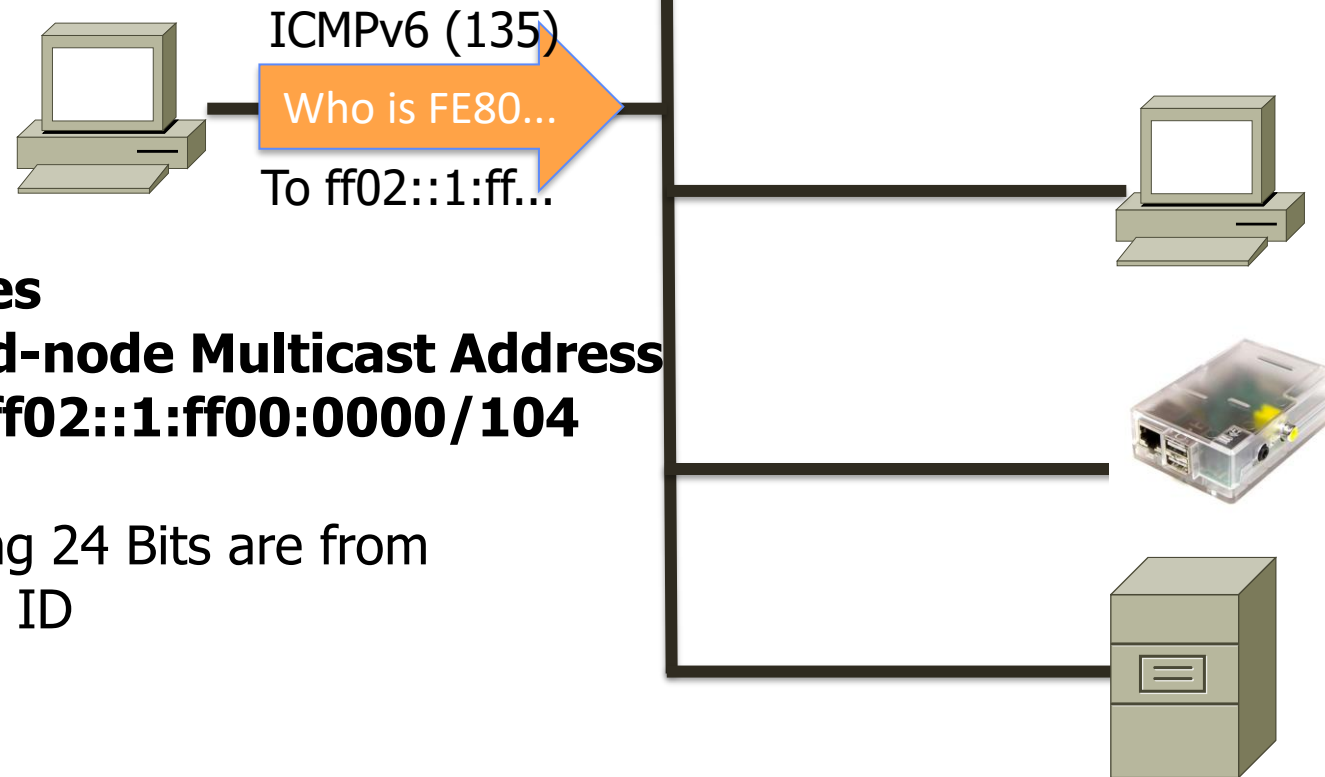 ICMPv6 (135)
Who is FE80...
To ff02::1:ff...
es
d-node Multicast Address
ff02::1:ff00:0000/104
ng 24 Bits are from
ID